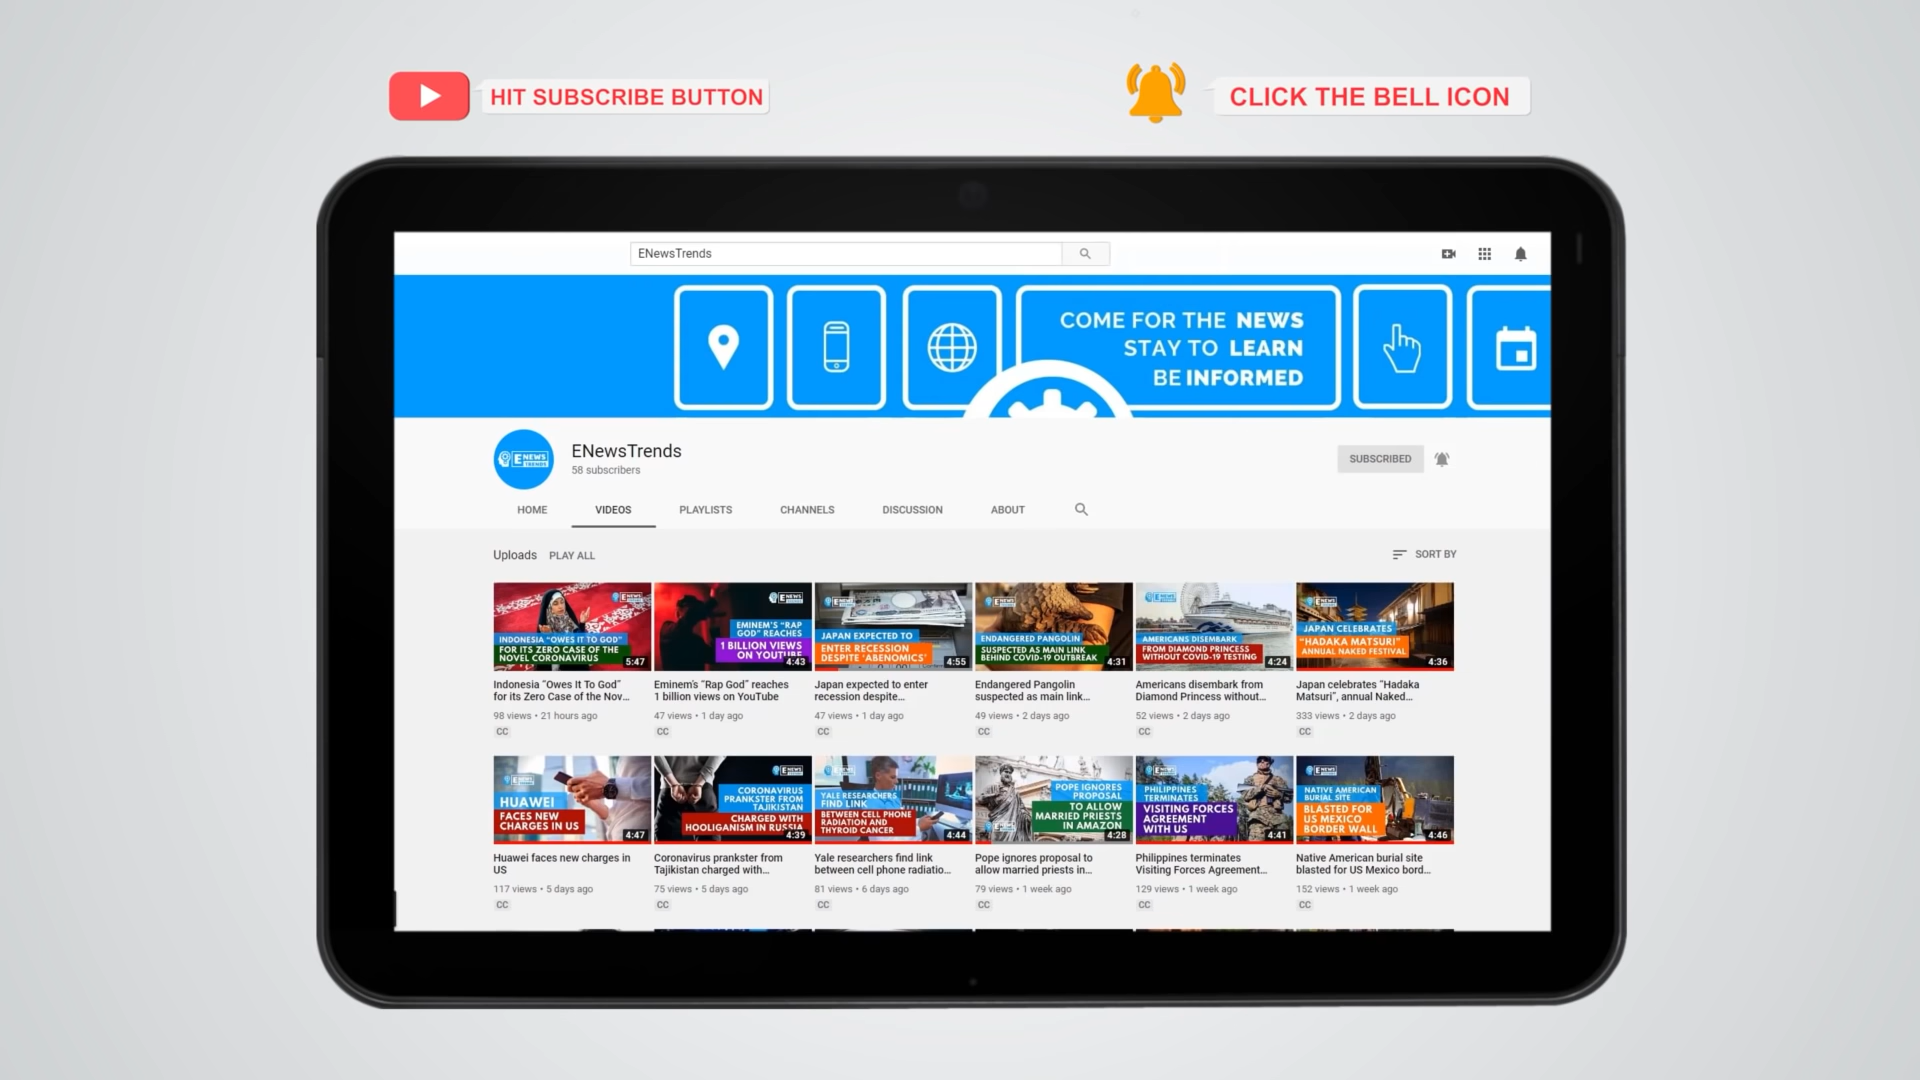 HIT SUBSCRIBE BUTTON
CLICK THE BELL ICON
ENewsTrends
COME FOR THE NEWS
STAY TO LEARN
BE INFORMED
E NEWS
TRENDS
ENewsTrends
58 subscribers
SUBSCRIBED
HOME VIDEOS PLAYLISTS CHANNELS DISCUSSION ABOUT
Uploads PLAY ALL
SORT BY
INDONESIA "OWES IT TO GOD"
FOR ITS ZERO CASE OF THE
NOVEL CORONAVIRUS
5:47
Indonesia "Owes It To God"
for its Zero Case of the Nov...
98 views • 21 hours ago
CC
EMINEM'S "RAP
GOD" REACHES
1 BILLION VIEWS
ON YOUTUBE
4:43
Eminem's "Rap God" reaches
1 billion views on YouTube
47 views • 1 day ago
CC
JAPAN EXPECTED TO
ENTER RECESSION
DESPITE 'ABENOMICS'
4:55
Japan expected to enter
recession despite...
47 views • 1 day ago
CC
ENDANGERED PANGOLIN
SUSPECTED AS MAIN LINK
BEHIND COVID-19 OUTBREAK
4:31
Endangered Pangolin
suspected as main link...
49 views • 2 days ago
CC
AMERICANS DISEMBARK
FROM DIAMOND PRINCESS
WITHOUT COVID-19 TESTING
4:24
Americans disembark from
Diamond Princess without...
52 views • 2 days ago
CC
JAPAN CELEBRATES
"HADAKA MATSURI"
ANNUAL NAKED FESTIVAL
4:36
Japan celebrates "Hadaka
Matsuri", annual Naked...
333 views • 2 days ago
CC
HUAWEI
FACES NEW
CHARGES IN US
4:47
Huawei faces new charges in
US
117 views • 5 days ago
CC
CORONAVIRUS
PRANKSTER FROM
TAJIKISTAN
CHARGED WITH
HOOLIGANISM IN RUSSIA
4:39
Coronavirus prankster from
Tajikistan charged with...
75 views • 5 days ago
CC
YALE RESEARCHERS
FIND LINK
BETWEEN CELL PHONE
RADIATION AND
THYROID CANCER
4:44
Yale researchers find link
between cell phone radiatio...
81 views • 6 days ago
CC
POPE IGNORES
PROPOSAL
TO ALLOW
MARRIED PRIESTS
IN AMAZON
4:28
Pope ignores proposal to
allow married priests in...
79 views • 1 week ago
CC
PHILIPPINES
TERMINATES
VISITING FORCES
AGREEMENT
WITH US
4:41
Philippines terminates
Visiting Forces Agreement...
129 views • 1 week ago
CC
NATIVE AMERICAN
BURIAL SITE
BLASTED FOR
US MEXICO
BORDER WALL
4:46
Native American burial site
blasted for US Mexico bord...
152 views • 1 week ago
CC